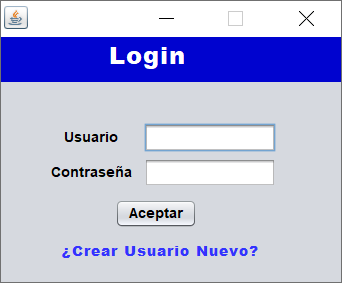 Login
Usuario
Contraseña
Aceptar
¿Crear Usuario Nuevo?